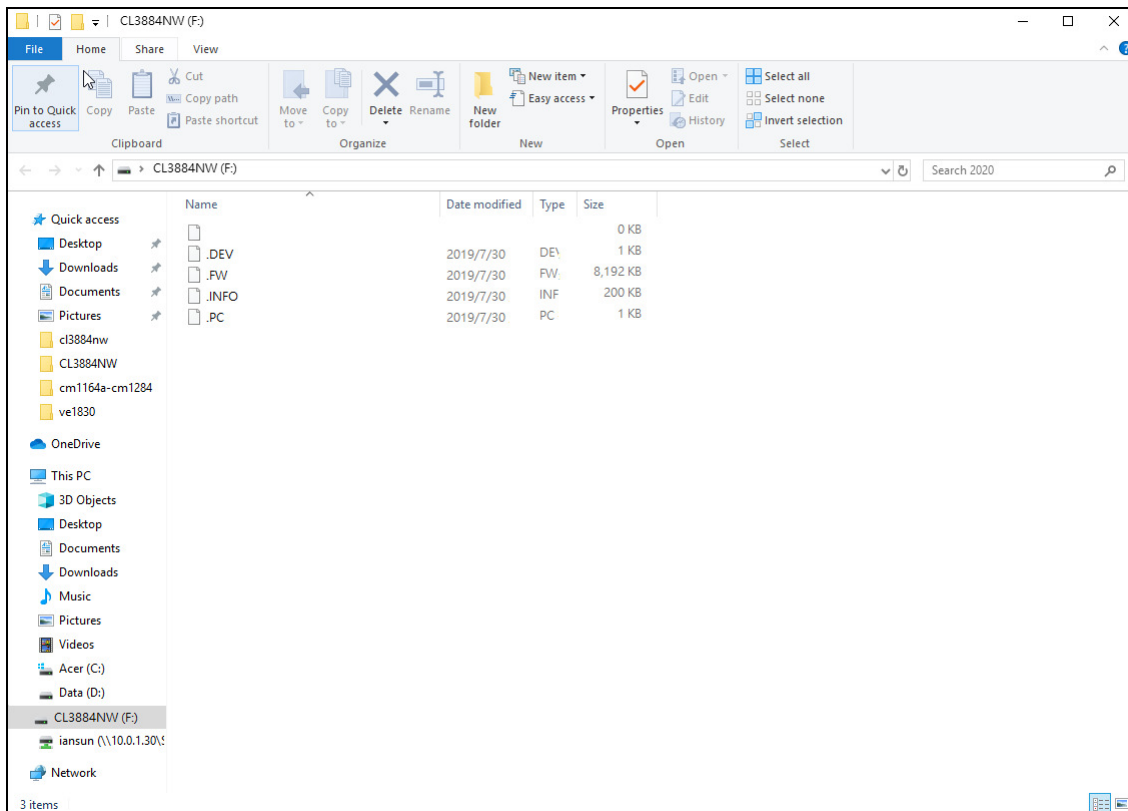 CL3884NW (F:)
File Home Share View
Pin to Quick access
Copy
Paste
Cut
Copy path
Paste shortcut
Clipboard
Move to
Copy to
Delete
Rename
Organize
New folder
New item
Easy access
New
Properties
Open
Edit
History
Open
Select all
Select none
Invert selection
Select
CL3884NW (F:)
Search 2020
Name Date modified Type Size
0 KB
.DEV 2019/7/30 DE 1 KB
.FW 2019/7/30 FW 8,192 KB
.INFO 2019/7/30 INF 200 KB
.PC 2019/7/30 PC 1 KB
Quick access
Desktop
Downloads
Documents
Pictures
cl3884nw
CL3884NW
cm1164a-cm1284
ve1830
OneDrive
This PC
3D Objects
Desktop
Documents
Downloads
Music
Pictures
Videos
Acer (C:)
Data (D:)
CL3884NW (F:)
iansun (\\10.0.1.30\S
Network
3 items